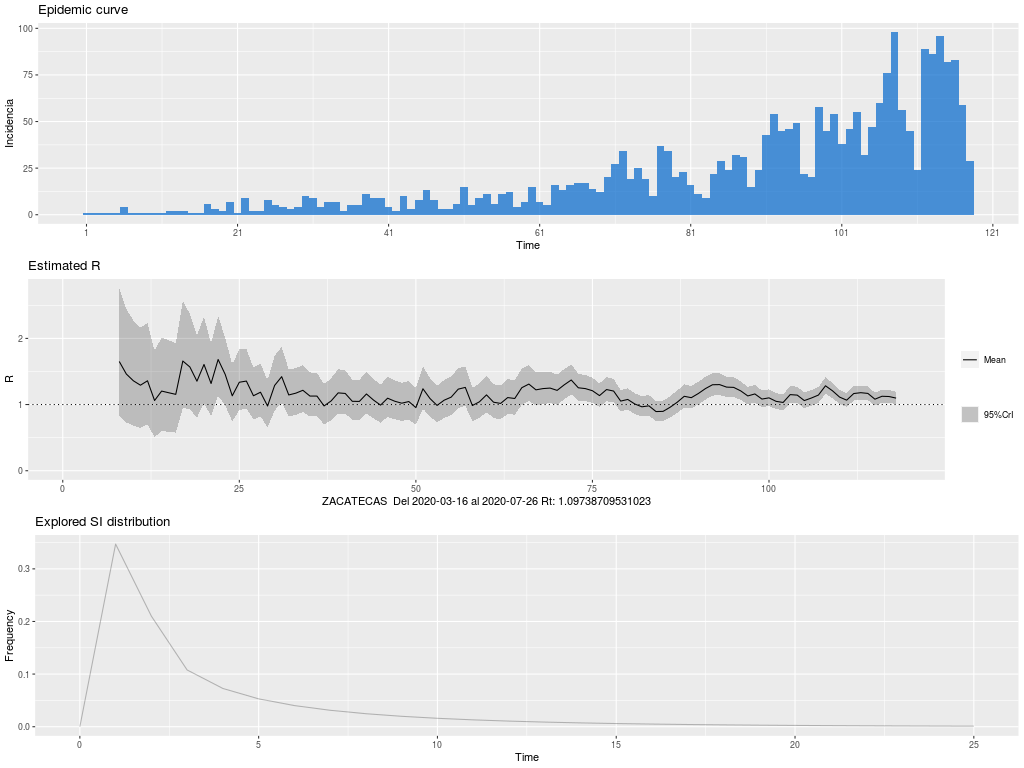 Epidemic curve
100
75
50
25
0
Incidencia
1 21 41 61 81 101 121
Time
Estimated R
2
1
0
R
Mean
95%CrI
0 25 50 75 100
ZACATECAS Del 2020-03-16 al 2020-07-26 Rt: 1.09738709531023
Explored SI distribution
0.3
0.2
0.1
0.0
Frequency
0 5 10 15 20 25
Time